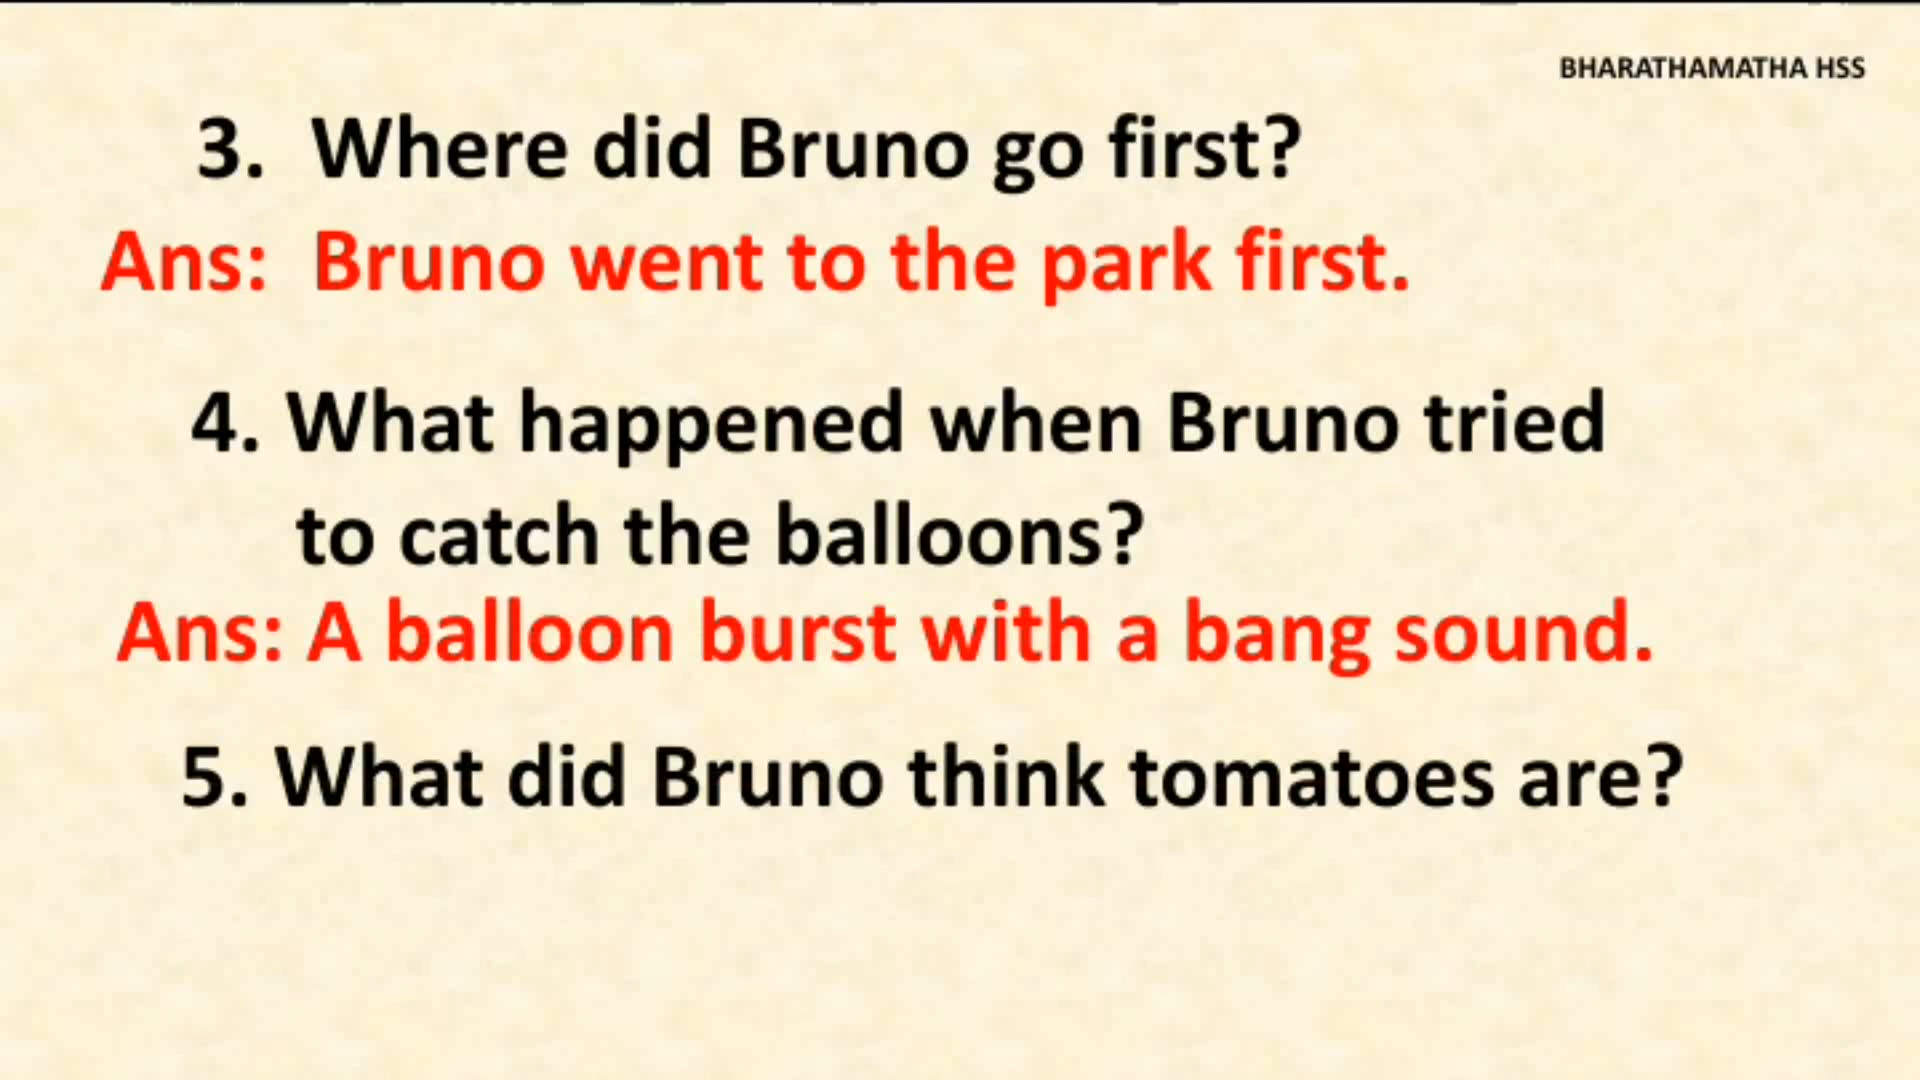 BHARATHAMATHA HSS
3. Where did Bruno go first?
Ans: Bruno went to the park first.
4. What happened when Bruno tried
to catch the balloons?
Ans: A balloon burst with a bang sound.
5. What did Bruno think tomatoes are?